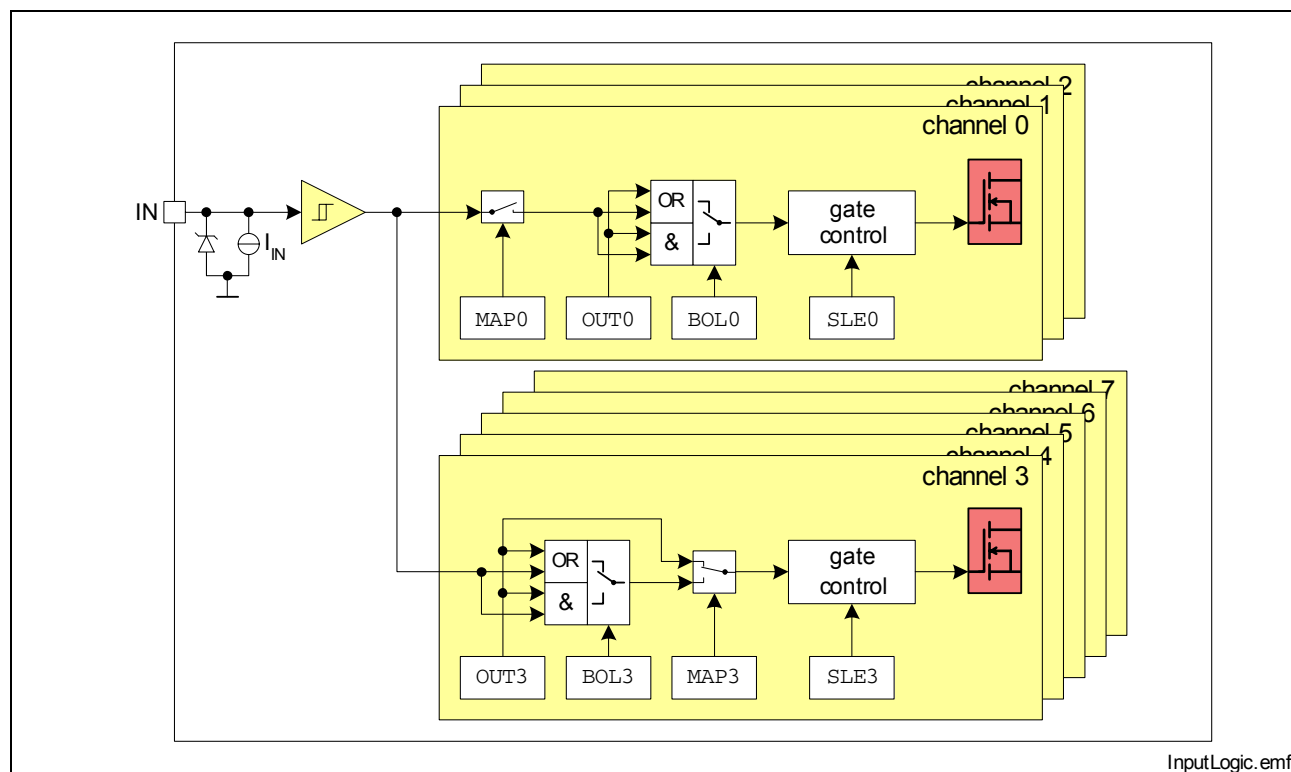 channel 2
channel 1
channel 0
IN
I_IN
OR
&
gate
control
MAP0
OUT0
BOL0
SLE0
channel 7
channel 6
channel 5
channel 4
channel 3
OR
&
gate
control
OUT3
BOL3
MAP3
SLE3
InputLogic.emf